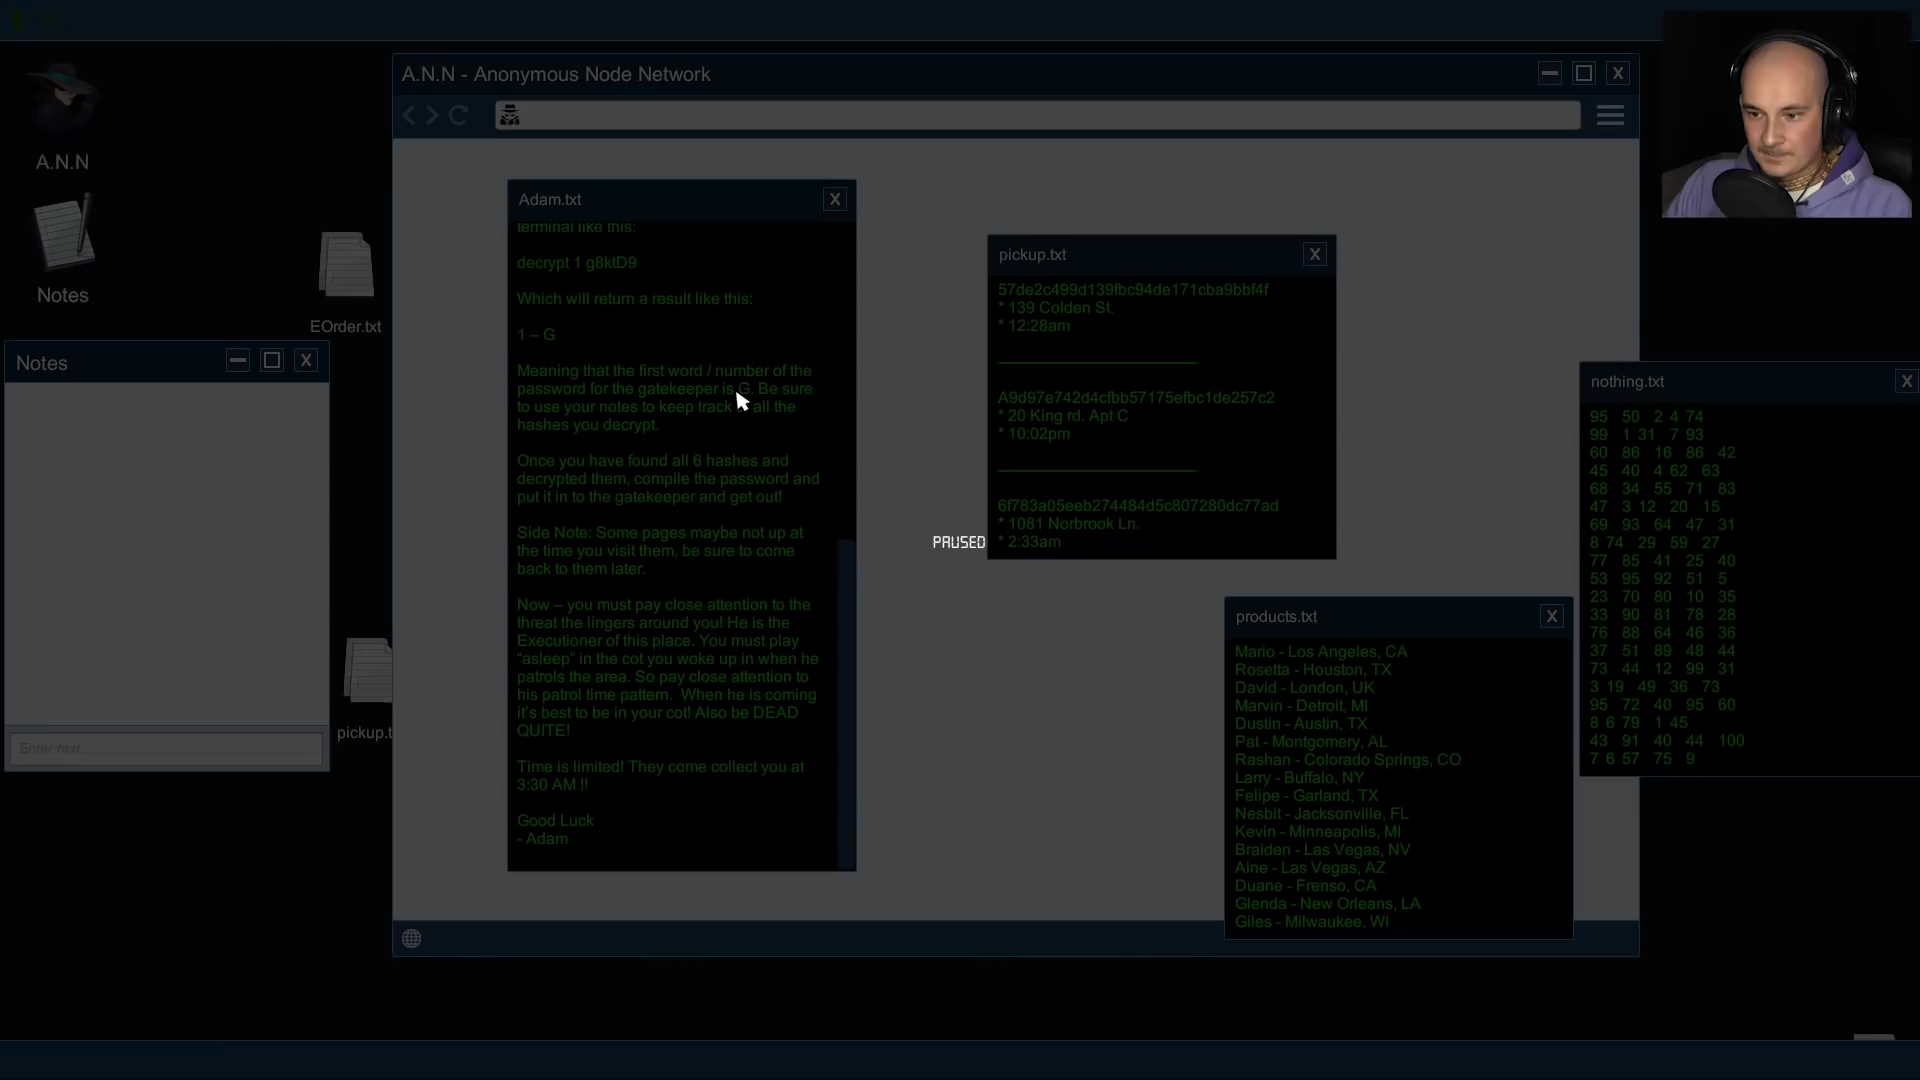 A.N.N - Anonymous Node Network
A.N.N
Notes
EOrder.txt
Notes
Enter text...
pickup.t
Adam.txt
terminal like this:
decrypt 1 g8ktD9
Which will return a result like this:
1 – G
Meaning that the first word / number of the
password for the gatekeeper is G. Be sure
to use your notes to keep track all the
hashes you decrypt.
Once you have found all 6 hashes and
decrypted them, compile the password and
put it in to the gatekeeper and get out!
Side Note: Some pages maybe not up at
the time you visit them, be sure to come
back to them later.
Now – you must pay close attention to the
threat the lingers around you! He is the
Executioner of this place. You must play
“asleep” in the cot you woke up in when he
patrols the area. So pay close attention to
his patrol time pattern. When he is coming
it's best to be in your cot! Also be DEAD
QUITE!
Time is limited! They come collect you at
3:30 AM !!
Good Luck
- Adam
PAUSED
pickup.txt
57de2c499d139fbc94de171cba9bbf4f
* 139 Colden St.
* 12:28am
A9d97e742d4cfbb57175efbc1de257c2
* 20 King rd. Apt C
* 10:02pm
6f783a05eeb274484d5c807280dc77ad
* 1081 Norbrook Ln.
* 2:33am
products.txt
Mario - Los Angeles, CA
Rosetta - Houston, TX
David - London, UK
Marvin - Detroit, MI
Dustin - Austin, TX
Pat - Montgomery, AL
Rashan - Colorado Springs, CO
Larry - Buffalo, NY
Felipe - Garland, TX
Nesbit - Jacksonville, FL
Kevin - Minneapolis, MI
Braiden - Las Vegas, NV
Aine - Las Vegas, AZ
Duane - Frenso, CA
Glenda - New Orleans, LA
Giles - Milwaukee, WI
nothing.txt
95 50 2 4 74
99 1 31 7 93
60 86 16 86 42
45 40 4 62 63
68 34 55 71 83
47 3 12 20 15
69 93 64 47 31
8 74 29 59 27
77 85 41 25 40
53 95 92 51 5
23 70 80 10 35
33 90 81 78 28
76 88 64 46 36
37 51 89 48 44
73 44 12 99 31
3 19 49 36 73
95 72 40 95 60
8 6 79 1 45
43 91 40 44 100
7 6 57 75 9